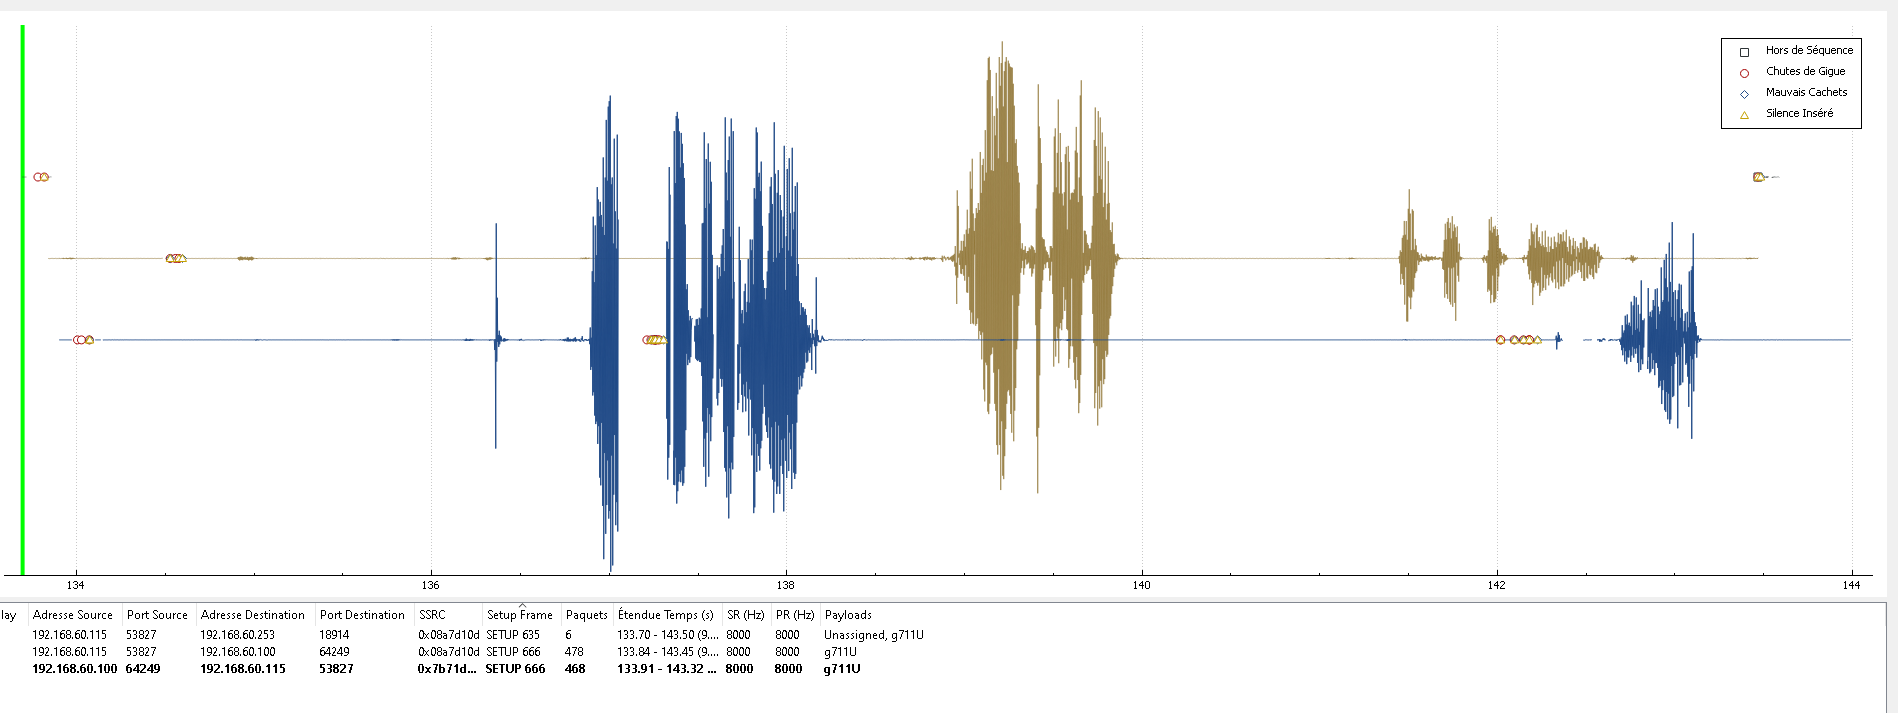 Hors de Séquence
Chutes de Gigue
Mauvais Cachets
Silence Inséré
134 136 138 140 142 144
lay Adresse Source Port Source Adresse Destination Port Destination SSRC Setup Frame Paquets Étendue Temps (s) SR (Hz) PR (Hz) Payloads
192.168.60.115 53827 192.168.60.253 18914 0x08a7d10d SETUP 635 6 133.70 - 143.50 (9.... 8000 8000 Unassigned, g711U
192.168.60.115 53827 192.168.60.100 64249 0x08a7d10d SETUP 666 478 133.84 - 143.45 (9.... 8000 8000 g711U
192.168.60.100 64249 192.168.60.115 53827 0x7b71d... SETUP 666 468 133.91 - 143.32 ... 8000 8000 g711U